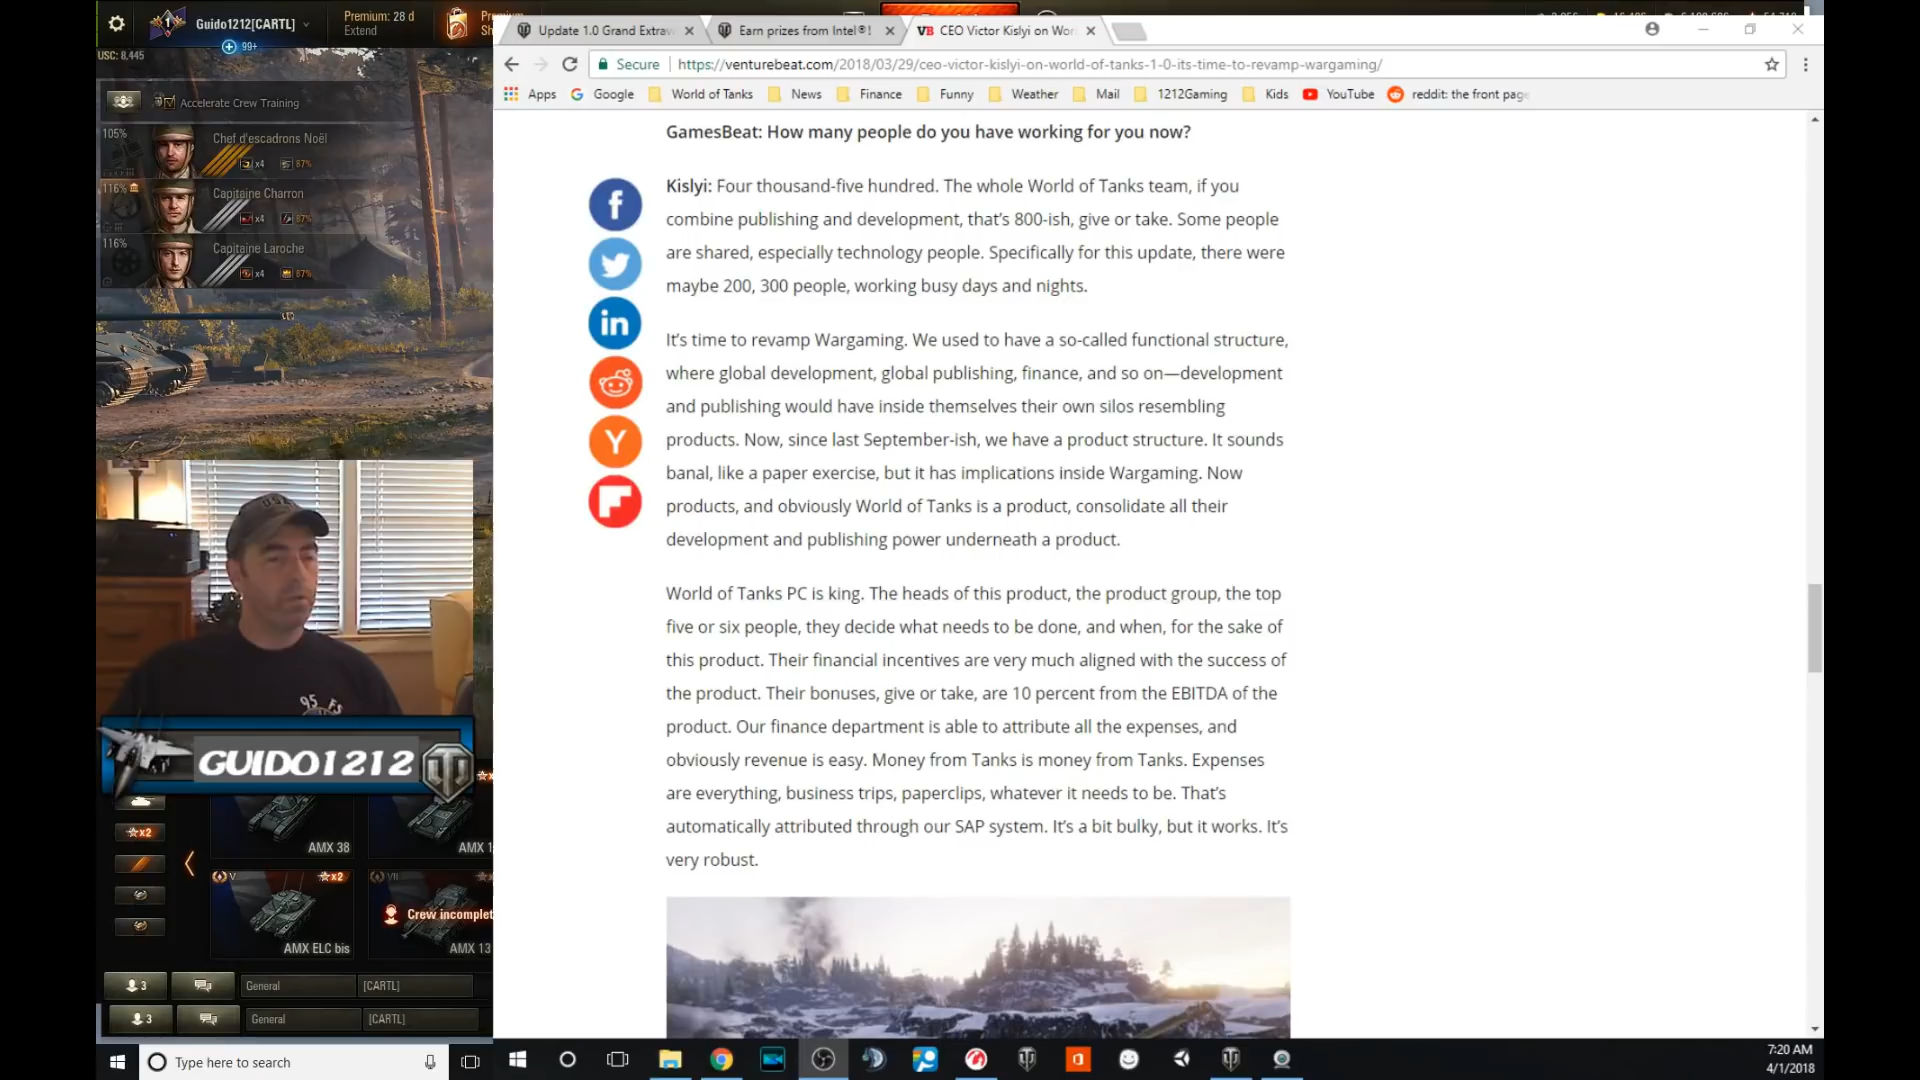 Guido1212[CARTL]
99+
Premium: 28 d
Extend
USC: 8,445
Accelerate Crew Training
105%
Chef d'escadrons Noël
x4
87%
116%
Capitaine Charron
x4
87%
116%
Capitaine Laroche
x4
87%
GUIDO1212
x2
AMX 38
V
x2
VII
Crew incomplet
AMX ELC bis
AMX 13
3
General
[CARTL]
3
General
[CARTL]
Type here to search
Update 1.0 Grand Extrav
Earn prizes from Intel®!
VB CEO Victor Kislyi on Wor
Secure
https://venturebeat.com/2018/03/29/ceo-victor-kislyi-on-world-of-tanks-1-0-its-time-to-revamp-wargaming/
Apps
Google
World of Tanks
News
Finance
Funny
Weather
Mail
1212Gaming
Kids
YouTube
reddit: the front page
GamesBeat: How many people do you have working for you now?
Kislyi: Four thousand-five hundred. The whole World of Tanks team, if you
combine publishing and development, that's 800-ish, give or take. Some people
are shared, especially technology people. Specifically for this update, there were
maybe 200, 300 people, working busy days and nights.
It's time to revamp Wargaming. We used to have a so-called functional structure,
where global development, global publishing, finance, and so on—development
and publishing would have inside themselves their own silos resembling
products. Now, since last September-ish, we have a product structure. It sounds
banal, like a paper exercise, but it has implications inside Wargaming. Now
products, and obviously World of Tanks is a product, consolidate all their
development and publishing power underneath a product.
World of Tanks PC is king. The heads of this product, the product group, the top
five or six people, they decide what needs to be done, and when, for the sake of
this product. Their financial incentives are very much aligned with the success of
the product. Their bonuses, give or take, are 10 percent from the EBITDA of the
product. Our finance department is able to attribute all the expenses, and
obviously revenue is easy. Money from Tanks is money from Tanks. Expenses
are everything, business trips, paperclips, whatever it needs to be. That's
automatically attributed through our SAP system. It's a bit bulky, but it works. It's
very robust.
7:20 AM
4/1/2018